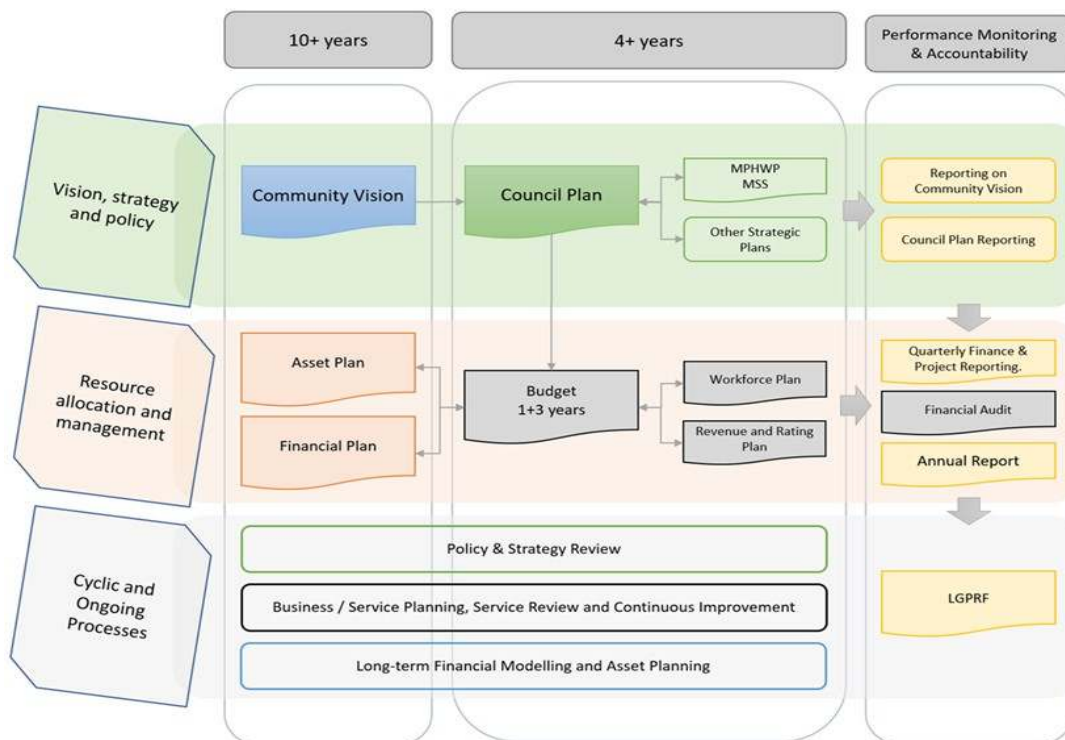 10+ years
4+ years
Performance Monitoring
& Accountability
Vision, strategy
and policy
Community Vision
Council Plan
MPHWP
MSS
Other Strategic
Plans
Reporting on
Community Vision
Council Plan Reporting
Resource
allocation and
management
Asset Plan
Financial Plan
Budget
1+3 years
Workforce Plan
Revenue and Rating
Plan
Quarterly Finance &
Project Reporting.
Financial Audit
Annual Report
Cyclic and
Ongoing
Processes
Policy & Strategy Review
Business / Service Planning, Service Review and Continuous Improvement
Long-term Financial Modelling and Asset Planning
LGPRF